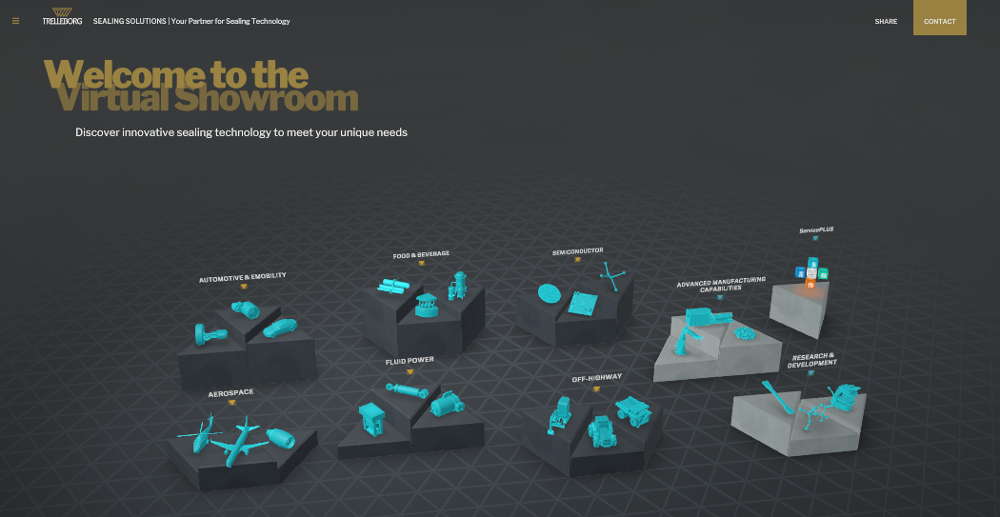 TRELLEBORG
SEALING SOLUTIONS | Your Partner for Sealing Technology
SHARE
CONTACT
Welcome to the
Virtual Showroom
Discover innovative sealing technology to meet your unique needs
ServicePLUS
FOOD & BEVERAGE
SEMICONDUCTOR
AUTOMOTIVE & EMOBILITY
ADVANCED MANUFACTURING
CAPABILITIES
FLUID POWER
RESEARCH &
DEVELOPMENT
OFF-HIGHWAY
AEROSPACE